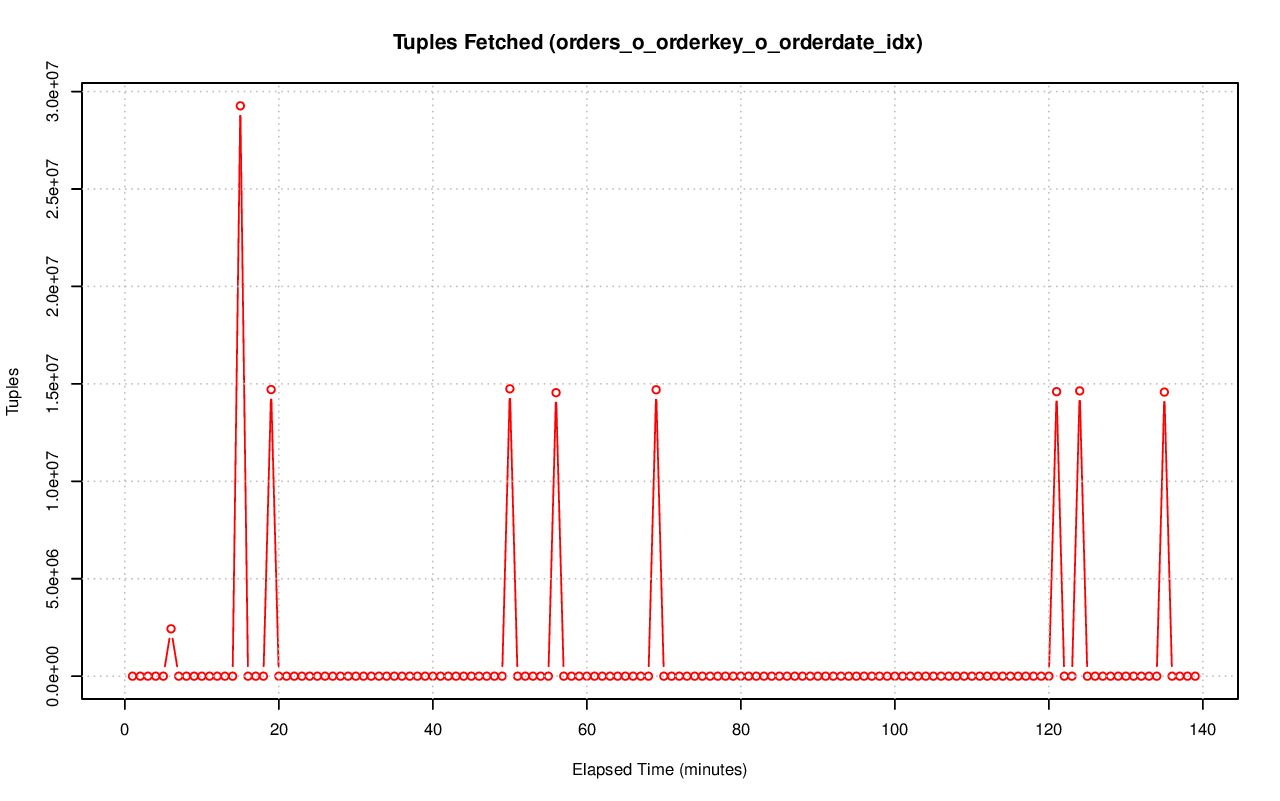 Tuples Fetched (orders_o_orderkey_o_orderdate_idx)
Tuples
3.0e+07
2.5e+07
2.0e+07
1.5e+07
1.0e+07
5.0e+06
0.0e+00
0 20 40 60 80 100 120 140
Elapsed Time (minutes)